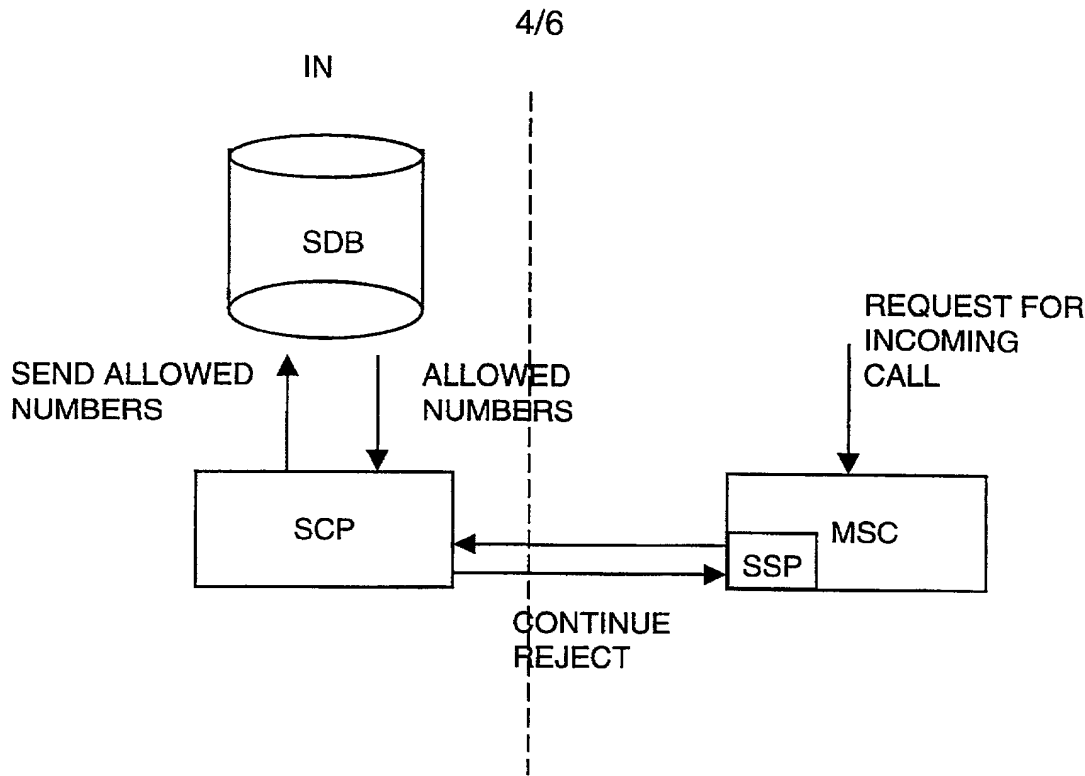 4/6
IN
SDB
SEND ALLOWED
NUMBERS
ALLOWED
NUMBERS
REQUEST FOR
INCOMING
CALL
SCP
MSC
SSP
CONTINUE
REJECT